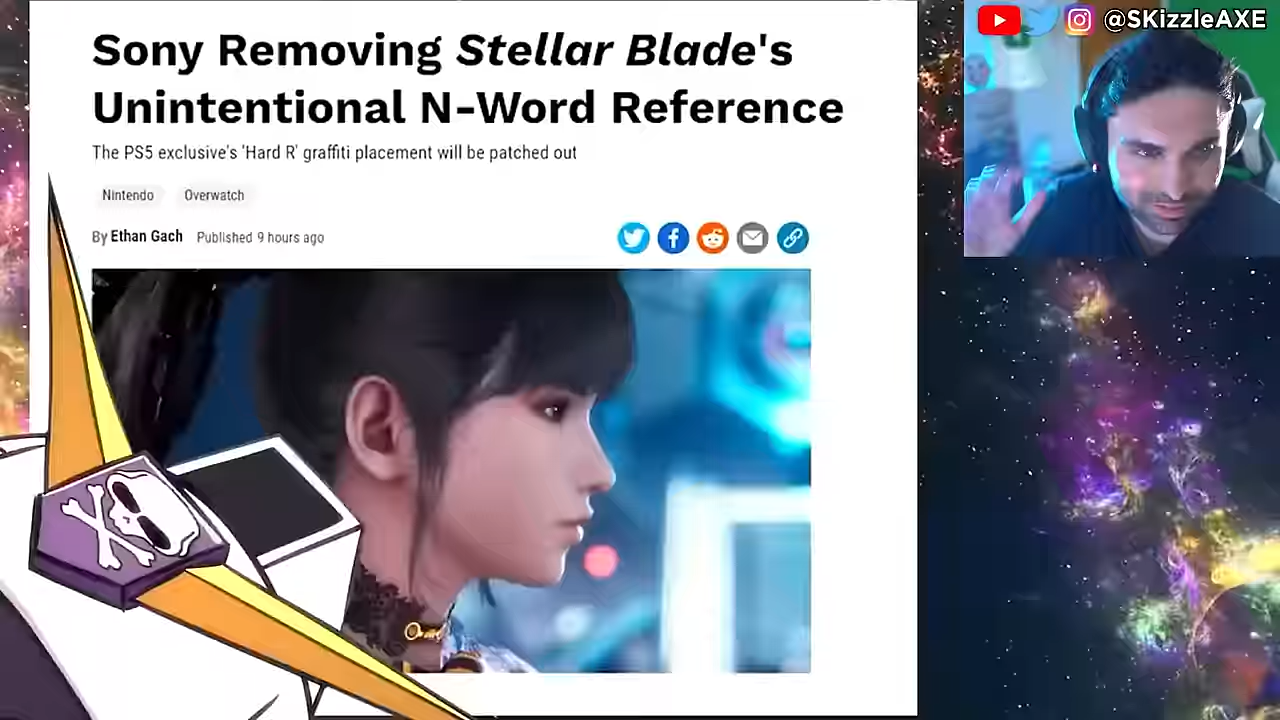 Sony Removing Stellar Blade's
Unintentional N-Word Reference
The PS5 exclusive's 'Hard R' graffiti placement will be patched out
Nintendo Overwatch
By Ethan Gach Published 9 hours ago
@SKizzleAXE